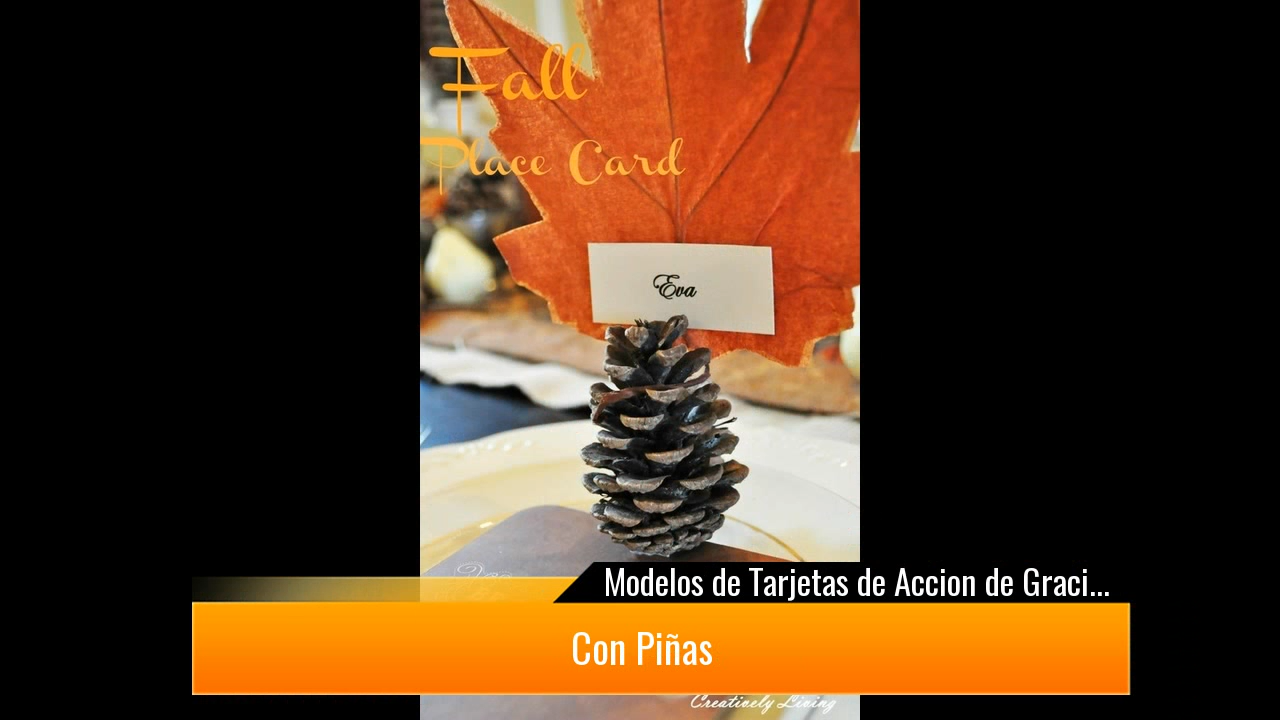 Fall
Place Card
Eva
Modelos de Tarjetas de Accion de Graci...
Con Piñas
Creatively Living